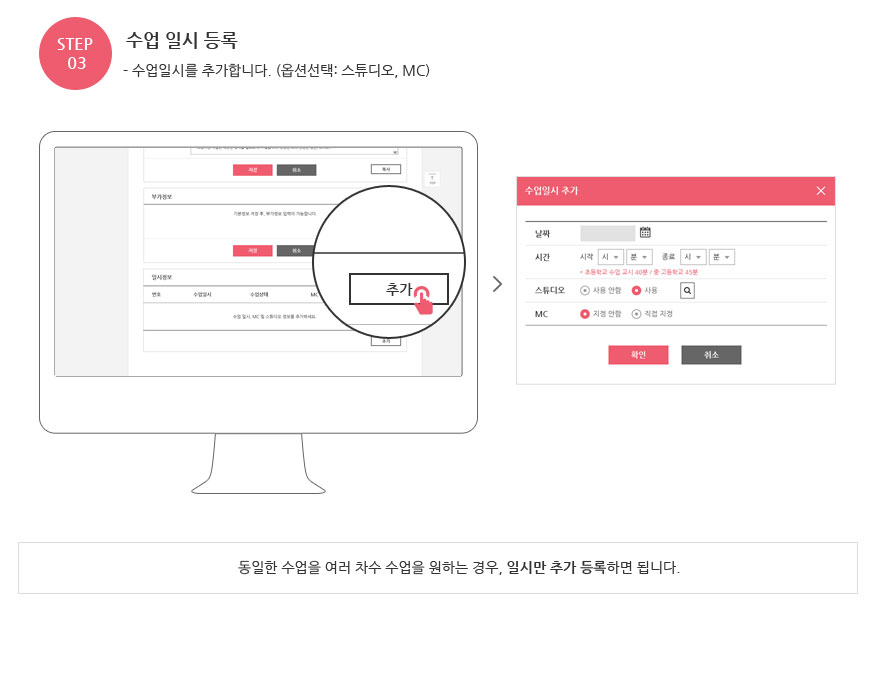 STEP
03
수업 일시 등록
- 수업일시를 추가합니다. (옵션선택: 스튜디오, MC)
저장
취소
복사
TOP
부가정보
기본정보 저장 후, 부가정보 입력이 가능합니다.
저장
취소
일시정보
번호
수업일시
수업상태
MC
수업 일시, MC 및 스튜디오 정보를 추가하세요.
추가
추가
수업일시 추가
날짜
시간
시작 시 분 종료 시 분
* 초등학교 수업 교시 40분 / 중·고등학교 45분
스튜디오
사용 안함
사용
MC
지정 안함
직접 지정
확인
취소
동일한 수업을 여러 차수 수업을 원하는 경우, 일시만 추가 등록하면 됩니다.